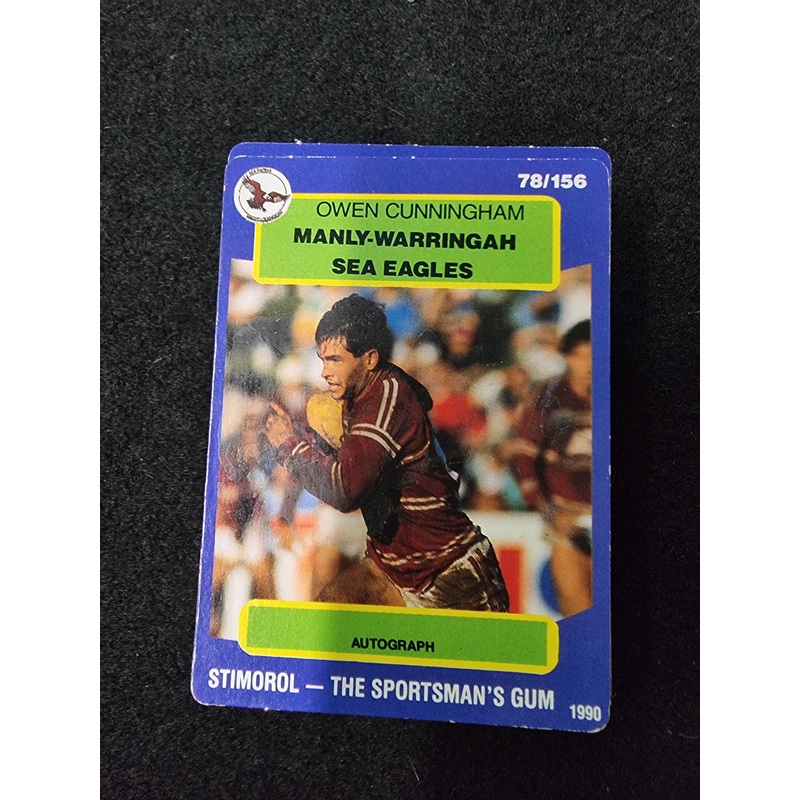 78/156
OWEN CUNNINGHAM
MANLY-WARRINGAH
SEA EAGLES
AUTOGRAPH
STIMOROL — THE SPORTSMAN'S GUM
1990